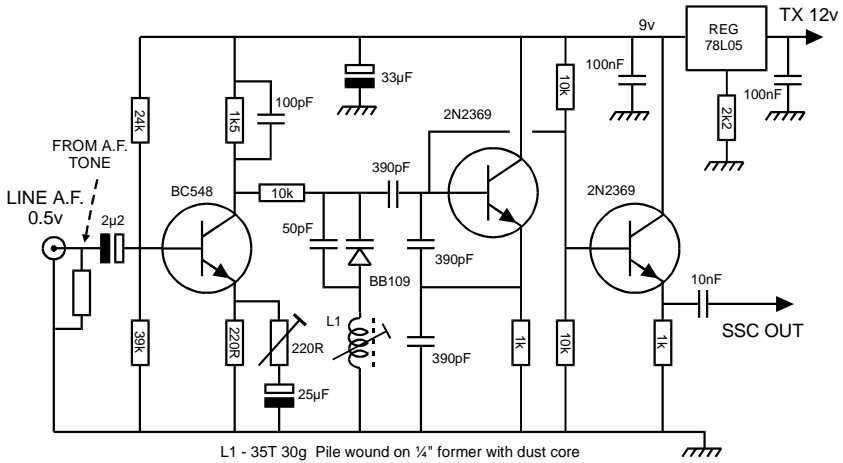 TX 12v
9v
REG
78L05
100nF
100nF
2k2
33µF
10k
24k
1k5
100pF
2N2369
FROM A.F.
TONE
390pF
2N2369
LINE A.F.
0.5v
BC548
10k
2µ2
50pF
390pF
BB109
10nF
SSC OUT
L1
39k
220R
220R
390pF
1k
10k
1k
25µF
L1 - 35T 30g Pile wound on ¼" former with dust core